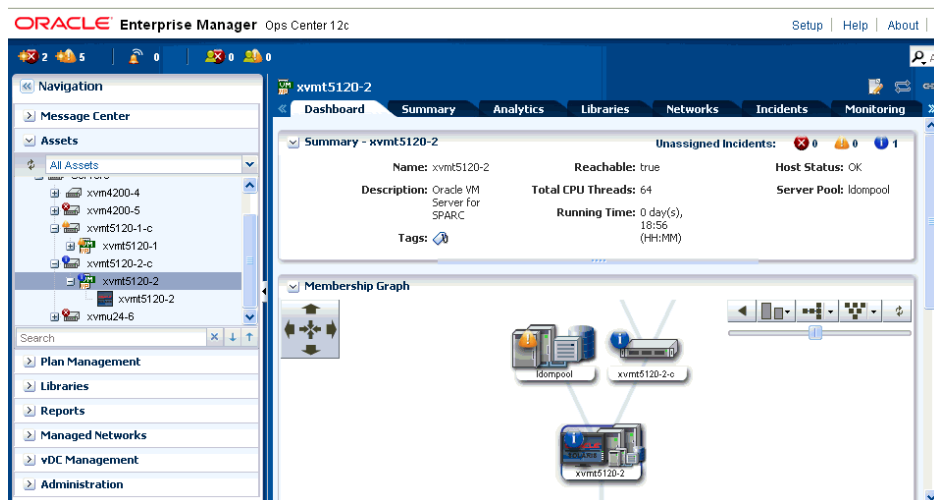 ORACLE Enterprise Manager Ops Center 12c
Setup | Help | About |
2 5 0 0 0
Navigation
xvmt5120-2
Message Center
Dashboard Summary Analytics Libraries Networks Incidents Monitoring
Assets
Summary - xvmt5120-2
Unassigned Incidents: 0 0 1
All Assets
Name: xvmt5120-2
Reachable: true
Host Status: OK
Description: Oracle VM
Server for
SPARC
Total CPU Threads: 64
Server Pool: ldompool
Running Time: 0 day(s),
18:56
(HH:MM)
Tags:
Servers
xvm4200-4
xvm4200-5
xvmt5120-1-c
xvmt5120-1
xvmt5120-2-c
xvmt5120-2
xvmt5120-2
xvmu24-6
Search
Membership Graph
ldompool
xvmt5120-2-c
xvmt5120-2
Plan Management
Libraries
Reports
Managed Networks
vDC Management
Administration